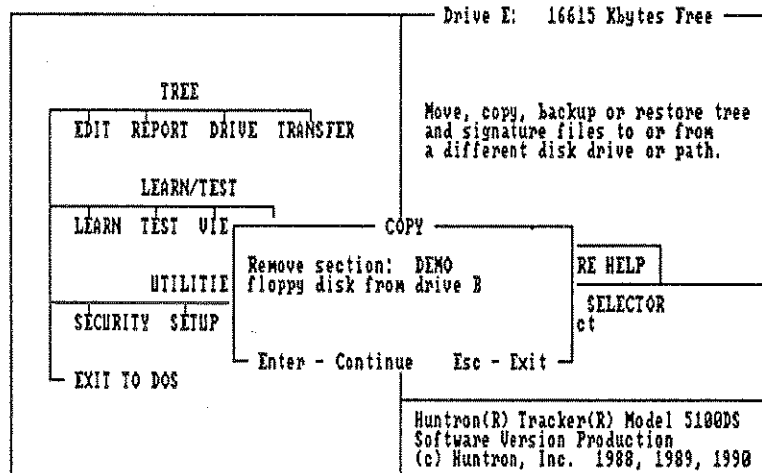 Drive E: 16615 Kbytes Free
TREE
EDIT REPORT DRIVE TRANSFER
Move, copy, backup or restore tree
and signature files to or from
a different disk drive or path.
LEARN/TEST
LEARN TEST VIE
COPY
Remove section: DEMO
floppy disk from drive B
Enter - Continue Esc - Exit
RE HELP
UTILITIE
SELECTOR
SECURITY SETUP
ct
EXIT TO DOS
Huntron(R) Tracker(R) Model 5100DS
Software Version Production
(c) Huntron, Inc. 1988, 1989, 1990